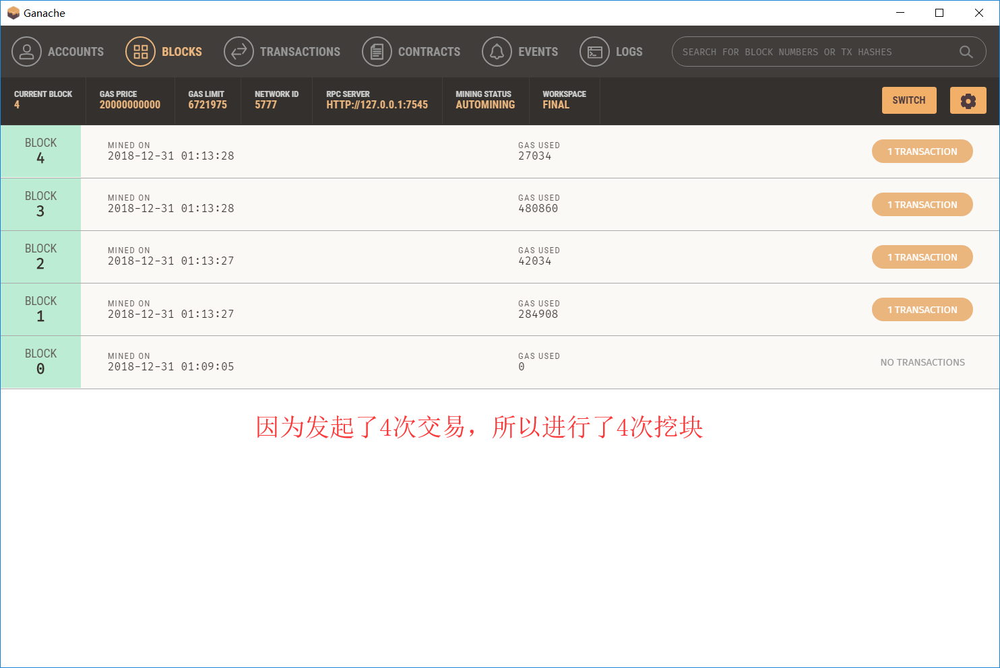 Ganache
ACCOUNTS BLOCKS TRANSACTIONS CONTRACTS EVENTS LOGS SEARCH FOR BLOCK NUMBERS OR TX HASHES
CURRENT BLOCK GAS PRICE GAS LIMIT NETWORK ID RPC SERVER MINING STATUS WORKSPACE
4 20000000000 6721975 5777 HTTP://127.0.0.1:7545 AUTOMINING FINAL
SWITCH
BLOCK MINED ON GAS USED
4 2018-12-31 01:13:28 27034 1 TRANSACTION
BLOCK MINED ON GAS USED
3 2018-12-31 01:13:28 480860 1 TRANSACTION
BLOCK MINED ON GAS USED
2 2018-12-31 01:13:27 42034 1 TRANSACTION
BLOCK MINED ON GAS USED
1 2018-12-31 01:13:27 284908 1 TRANSACTION
BLOCK MINED ON GAS USED
0 2018-12-31 01:09:05 0 NO TRANSACTIONS
因为发起了4次交易，所以进行了4次挖块